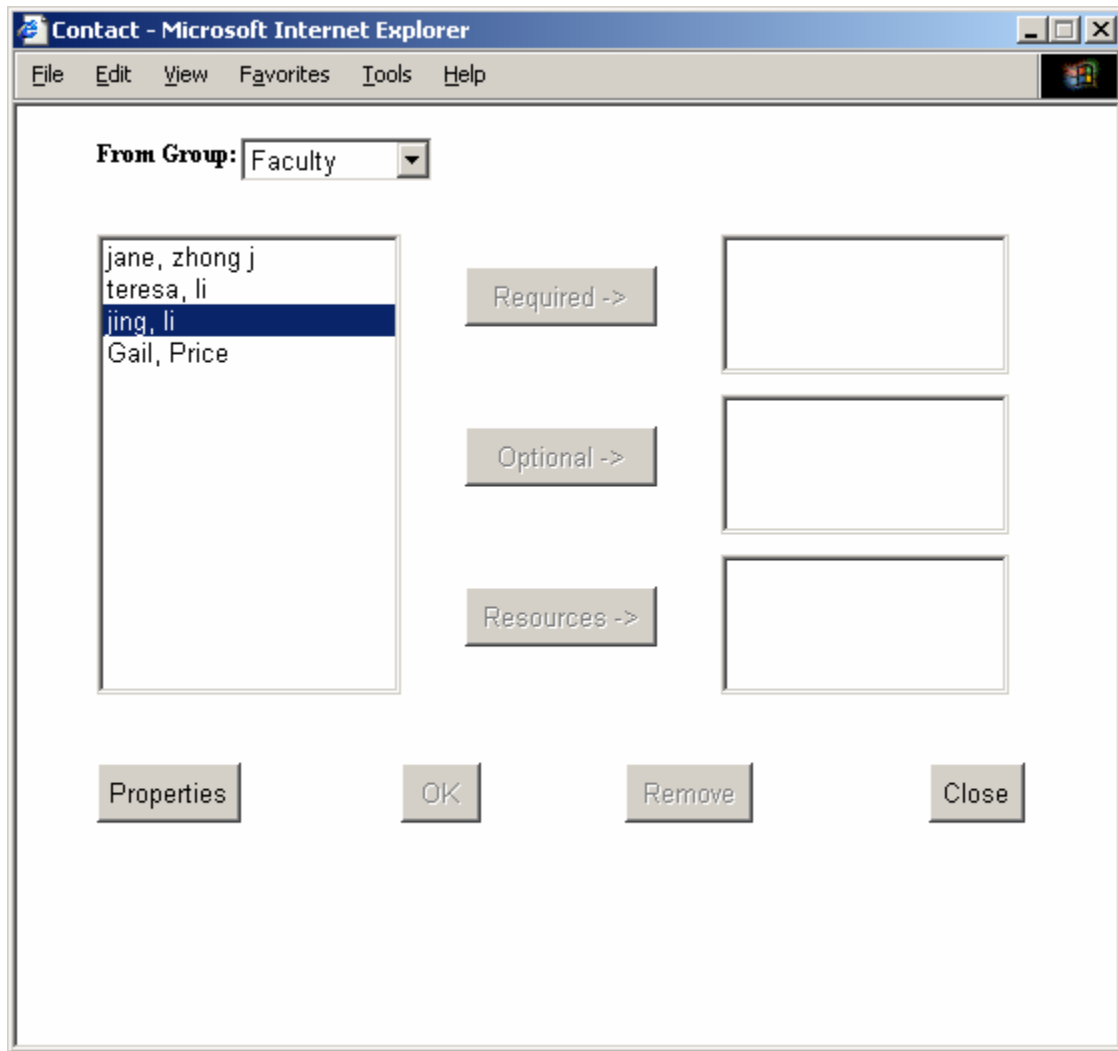 Contact - Microsoft Internet Explorer
File Edit View Favorites Tools Help
From Group: Faculty
jane, zhong j
teresa, li
jing, li
Gail, Price
Required ->
Optional ->
Resources ->
Properties OK Remove Close